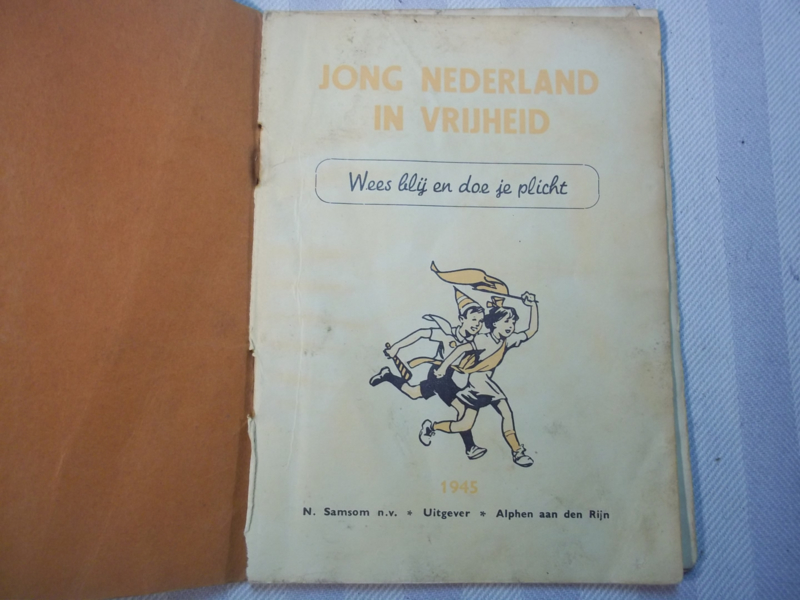 JONG NEDERLAND
IN VRIJHEID
Wees blij en doe je plicht
1945
N. Samsom n.v. * Uitgever * Alphen aan den Rijn